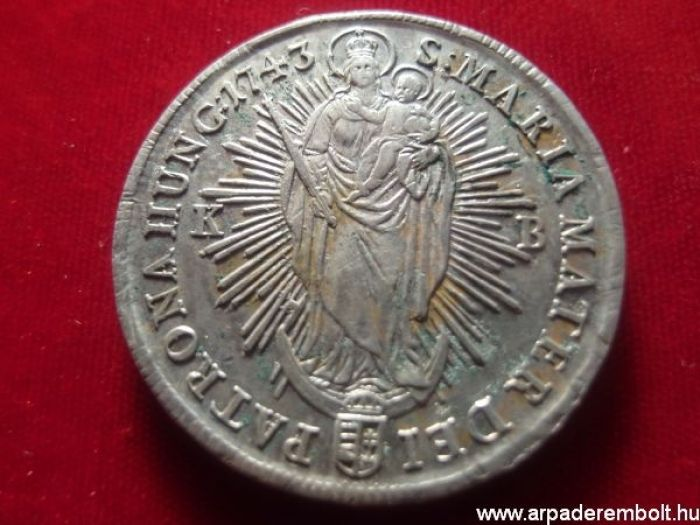 S·MARIA MATER DEI
PATRONA HUNG·1743
K B
www.arpaderembolt.hu